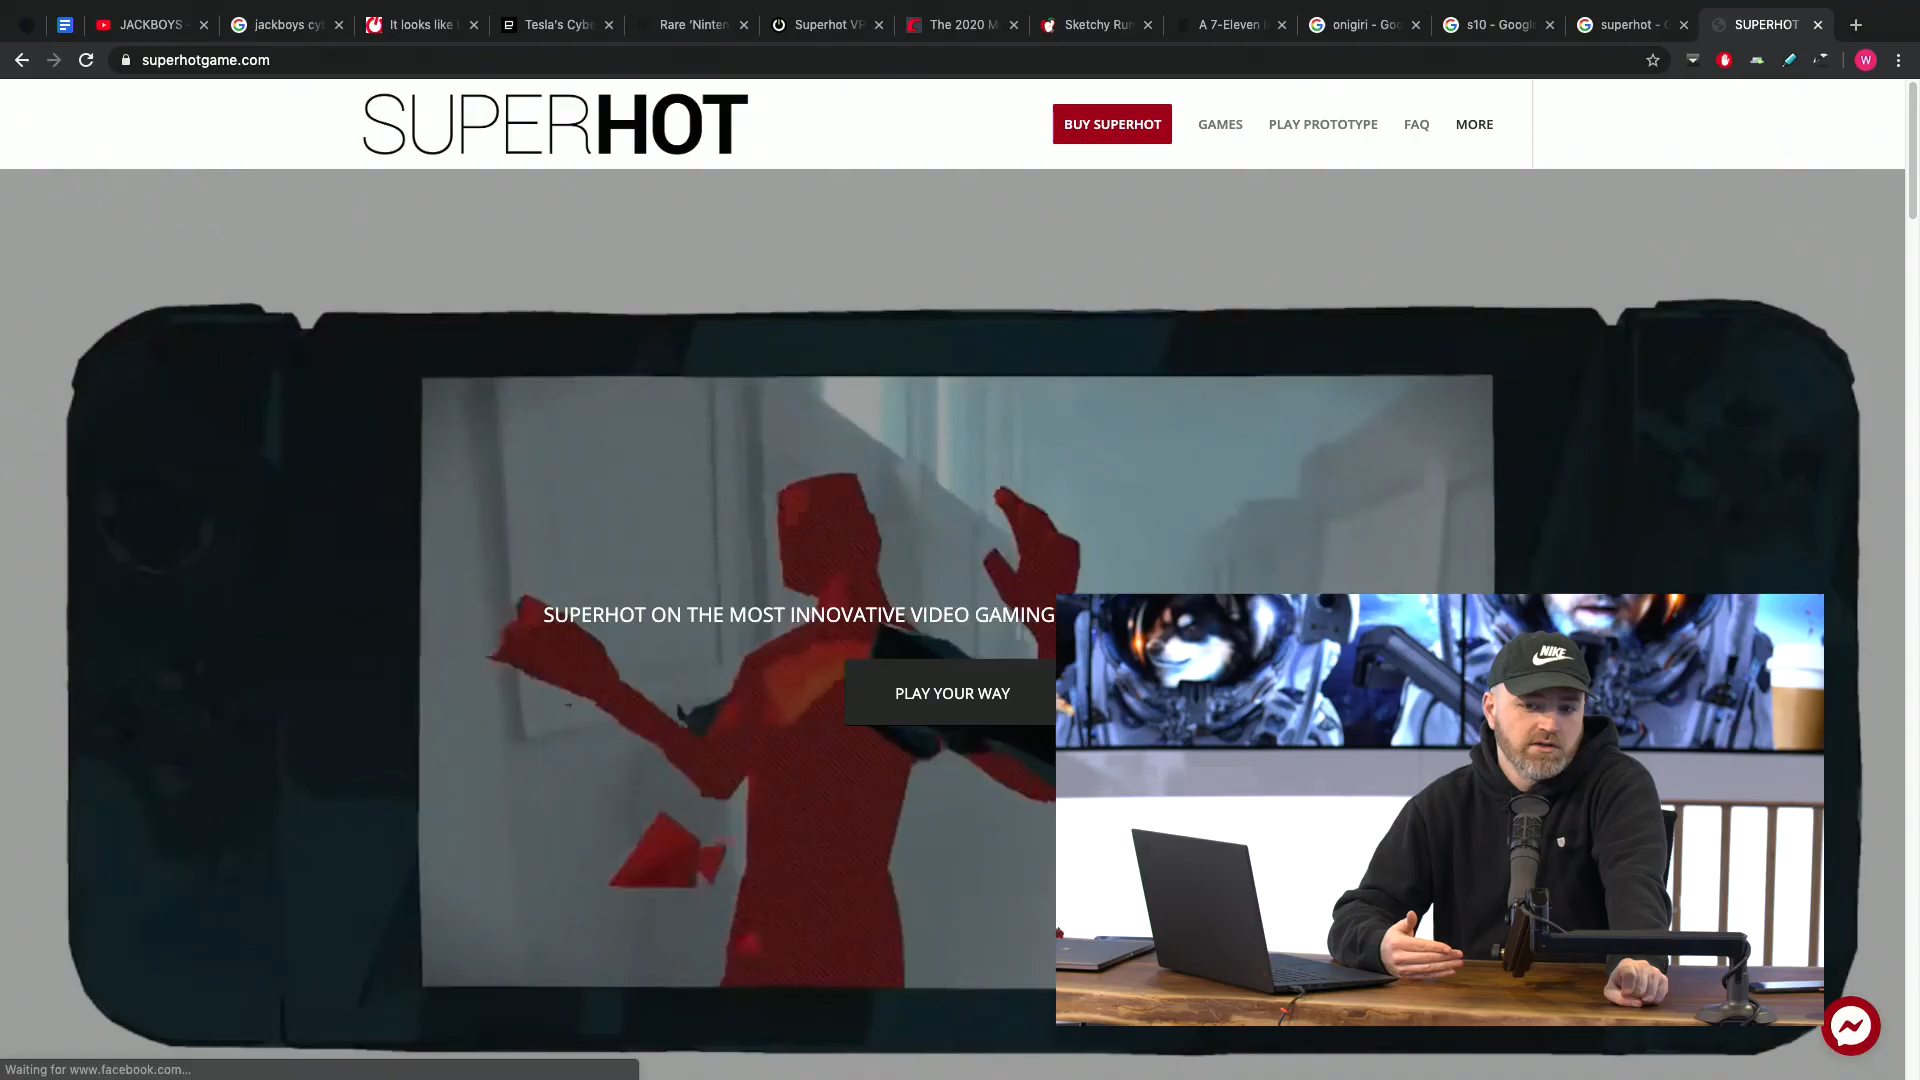 JACKBOYS -
jackboys cy
It looks like
Tesla's Cybe
Rare 'Ninten
Superhot VR
The 2020 M
Sketchy Run
A 7-Eleven i
onigiri - Goo
s10 - Google
superhot - G
SUPERHOT
superhotgame.com
W
SUPERHOT
BUY SUPERHOT
GAMES
PLAY PROTOTYPE
FAQ
MORE
SUPERHOT ON THE MOST INNOVATIVE VIDEO GAMING
PLAY YOUR WAY
NIKE
Waiting for www.facebook.com...